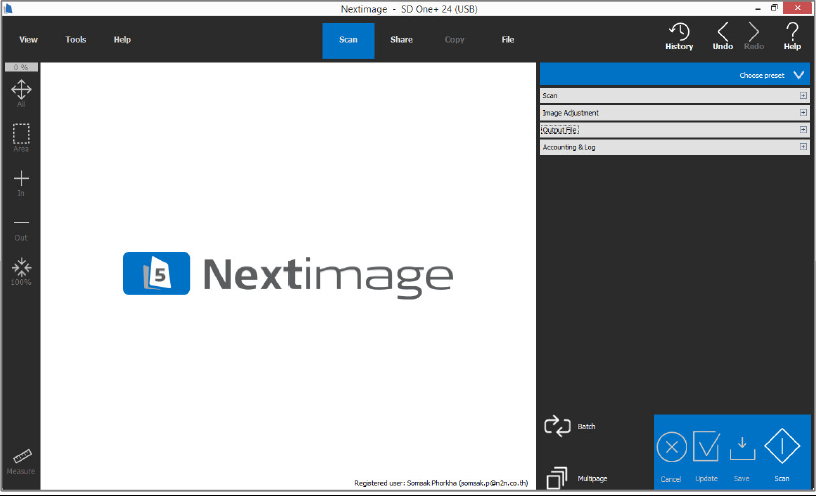 Nextimage - SD One+ 24 (USB)
View Tools Help Scan Share Copy File History Undo Redo Help
0 %
All
Area
In
Out
100%
Measure
Choose preset
Scan
Image Adjustment
Output File
Accounting & Log
5 Nextimage
Batch
Multipage
Cancel Update Save Scan
Registered user: Somsak Phorkha (somsak.p@n2n.co.th)